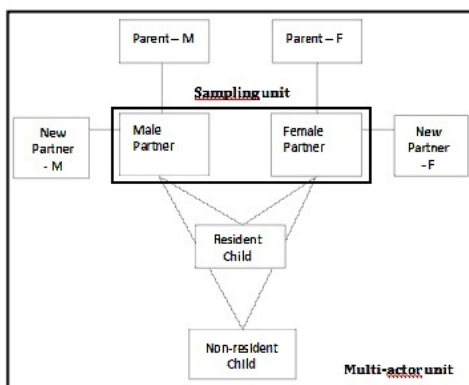 Parent – M
Parent – F
Sampling unit
New
Partner
- M
Male
Partner
Female
Partner
New
Partner
-F
Resident
Child
Non-resident
Child
Multi-actor unit